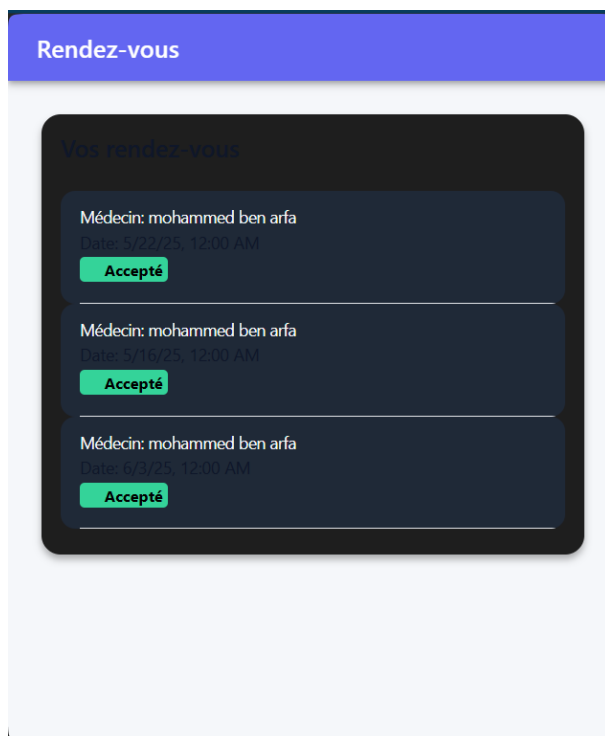 Rendez-vous
Vos rendez-vous
Médecin: mohammed ben arfa
Date: 5/22/25, 12:00 AM
Accepté
Médecin: mohammed ben arfa
Date: 5/16/25, 12:00 AM
Accepté
Médecin: mohammed ben arfa
Date: 6/3/25, 12:00 AM
Accepté